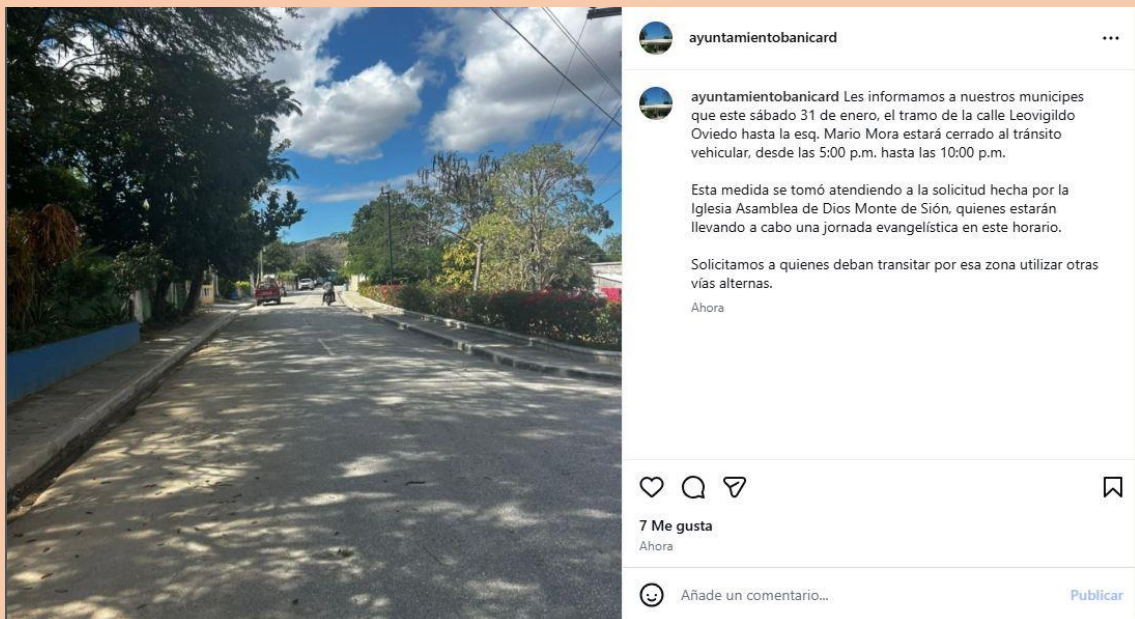 ayuntamientobanicard
ayuntamientobanicard Les informamos a nuestros munícipes
que este sábado 31 de enero, el tramo de la calle Leovigildo
Oviedo hasta la esq. Mario Mora estará cerrado al tránsito
vehicular, desde las 5:00 p.m. hasta las 10:00 p.m.
Esta medida se tomó atendiendo a la solicitud hecha por la
Iglesia Asamblea de Dios Monte de Sión, quienes estarán
llevando a cabo una jornada evangelística en este horario.
Solicitamos a quienes deban transitar por esa zona utilizar otras
vías alternas.
Ahora
7 Me gusta
Ahora
Añade un comentario...
Publicar